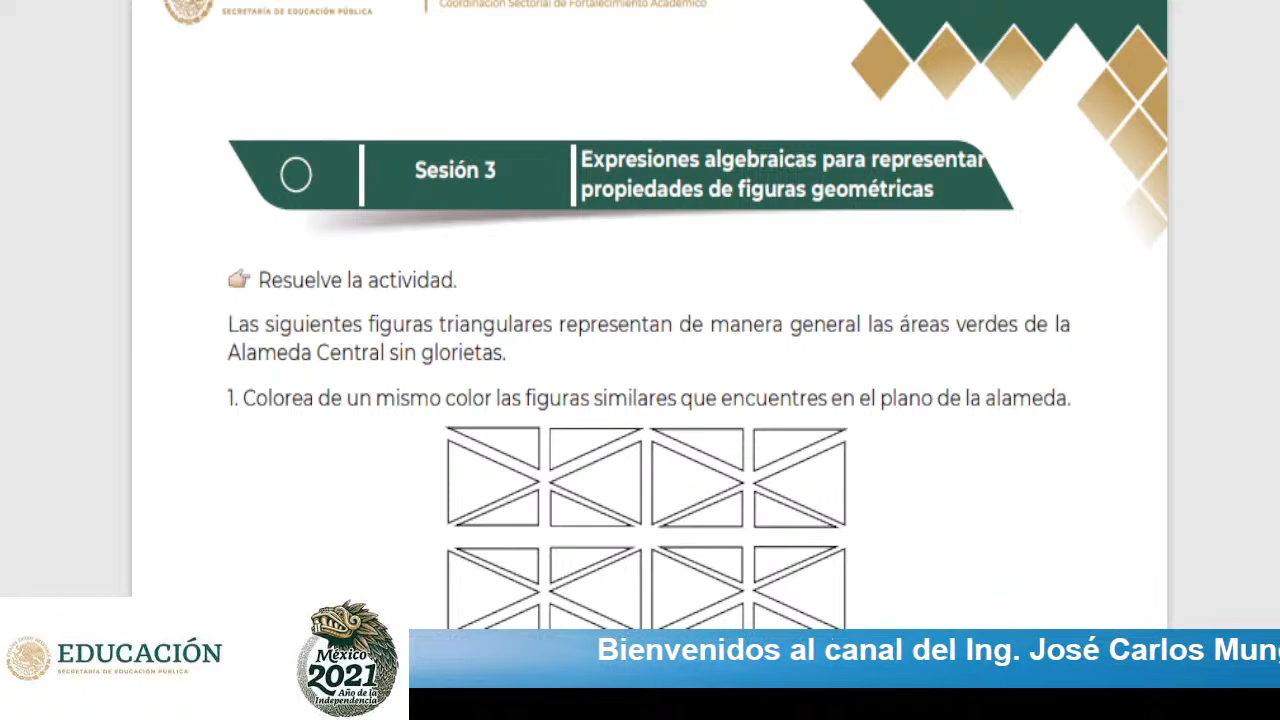 SECRETARÍA DE EDUCACIÓN PÚBLICA
Coordinación Sectorial de Fortalecimiento Académico
Sesión 3
Expresiones algebraicas para representar
propiedades de figuras geométricas
Resuelve la actividad.
Las siguientes figuras triangulares representan de manera general las áreas verdes de la
Alameda Central sin glorietas.
1. Colorea de un mismo color las figuras similares que encuentres en el plano de la alameda.
EDUCACIÓN
SECRETARÍA DE EDUCACIÓN PÚBLICA
México
2021
Año de la
Independencia
Bienvenidos al canal del Ing. José Carlos Mung